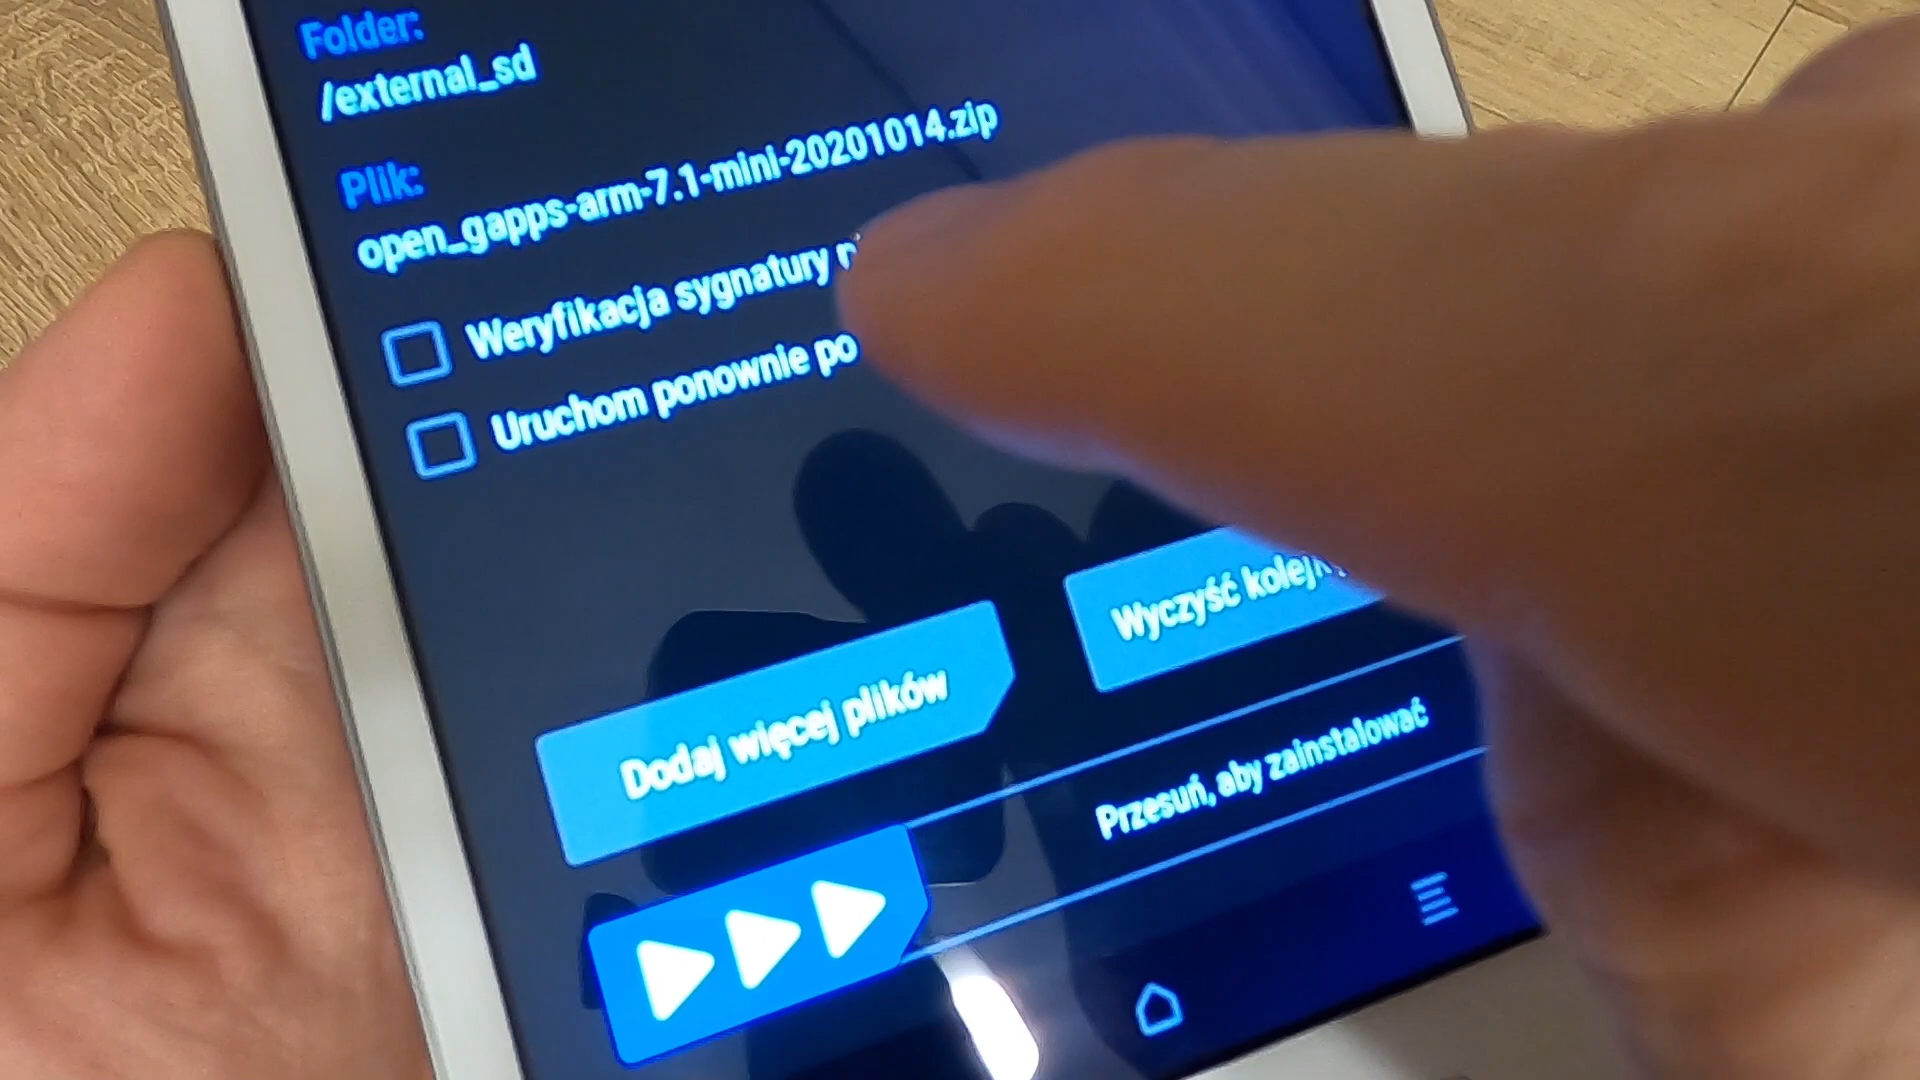 Folder:
/external_sd
Plik:
open_gapps-arm-7.1-mini-20201014.zip
Weryfikacja sygnatury
Uruchom ponownie po
Dodaj więcej plików
Wyczyść
Przesuń, aby zainstalować